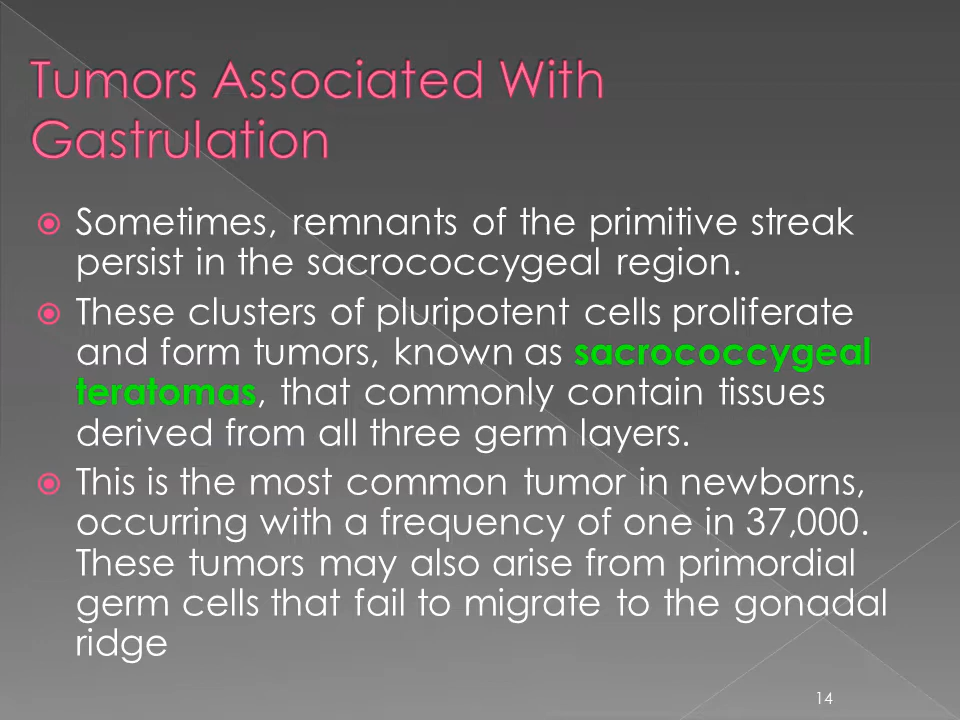 Tumors Associated With
Gastrulation
Sometimes, remnants of the primitive streak
persist in the sacrococcygeal region.
These clusters of pluripotent cells proliferate
and form tumors, known as sacrococcygeal
teratomas, that commonly contain tissues
derived from all three germ layers.
This is the most common tumor in newborns,
occurring with a frequency of one in 37,000.
These tumors may also arise from primordial
germ cells that fail to migrate to the gonadal
ridge
14